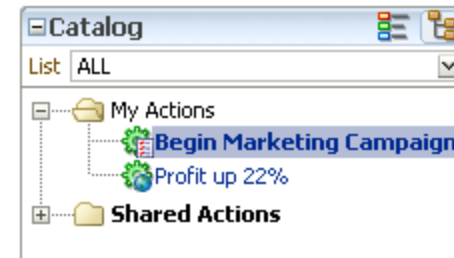 Catalog
List ALL
My Actions
Begin Marketing Campaign
Profit up 22%
Shared Actions